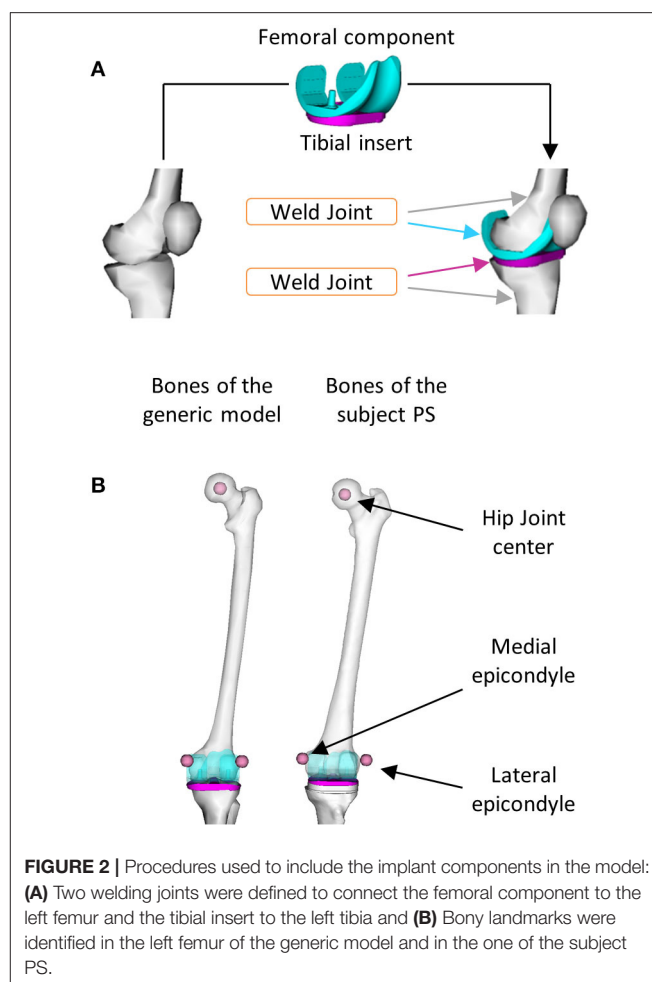 Femoral component
A
Tibial insert
Weld Joint
Weld Joint
Bones of the
generic model
Bones of the
subject PS
B
Hip Joint
center
Medial
epicondyle
Lateral
epicondyle
FIGURE 2 | Procedures used to include the implant components in the model:
(A) Two welding joints were defined to connect the femoral component to the
left femur and the tibial insert to the left tibia and (B) Bony landmarks were
identified in the left femur of the generic model and in the one of the subject
PS.